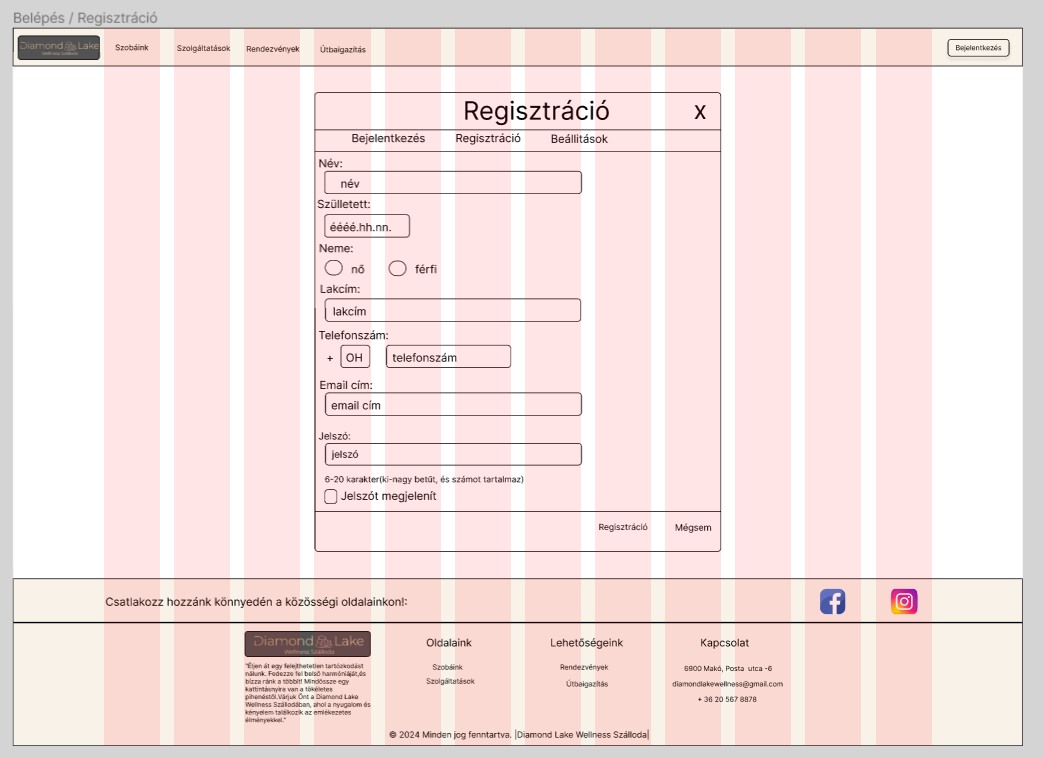 Belépés / Regisztráció
Diamond Lake
Wellness Szálloda
Szobáink Szolgáltatások Rendezvények Útbaigazítás Bejelentkezés
Regisztráció X
Bejelentkezés Regisztráció Beállitások
Név:
név
Szülletett:
éééé.hh.nn.
Neme:
nő férfi
Lakcím:
lakcím
Telefonszám:
+ OH telefonszám
Email cím:
email cím
Jelszó:
jelszó
6-20 karakter(ki-nagy betűt, és számot tartalmaz)
Jelszót megjelenít
Regisztráció Mégsem
Csatlakozz hozzánk könnyedén a közösségi oldalainkon!:
Diamond Lake
Wellness Szálloda
"Éljen át egy felejthetetlen tartózkodást
nálunk. Fedezze fel belső harmóniáját,és
bízza ránk a többit! Mindössze egy
kattintásnyira van a tökéletes
pihenéstől.Várjuk Önt a Diamond Lake
Wellness Szállodában, ahol a nyugalom és
kényelem találkozik az emlékezetes
élményekkel."
Oldalaink
Szobáink
Szolgáltatások
Lehetőségeink
Rendezvények
Útbaigazítás
Kapcsolat
6900 Makó, Posta utca -6
diamondlakewellness@gmail.com
+ 36 20 567 8878
© 2024 Minden jog fenntartva. |Diamond Lake Wellness Szálloda|